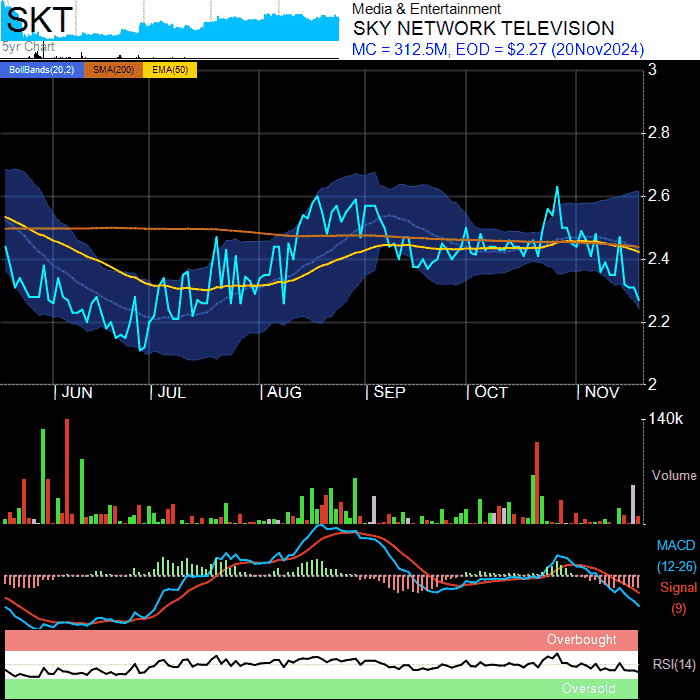 SKT
5yr Chart
Media & Entertainment
SKY NETWORK TELEVISION
MC = 312.5M, EOD = $2.27 (20Nov2024)
BollBands(20,2) SMA(200) EMA(50)
3
2.8
2.6
2.4
2.2
2
JUN JUL AUG SEP OCT NOV
140k
Volume
MACD
(12-26)
Signal
(9)
Overbought
RSI(14)
Oversold